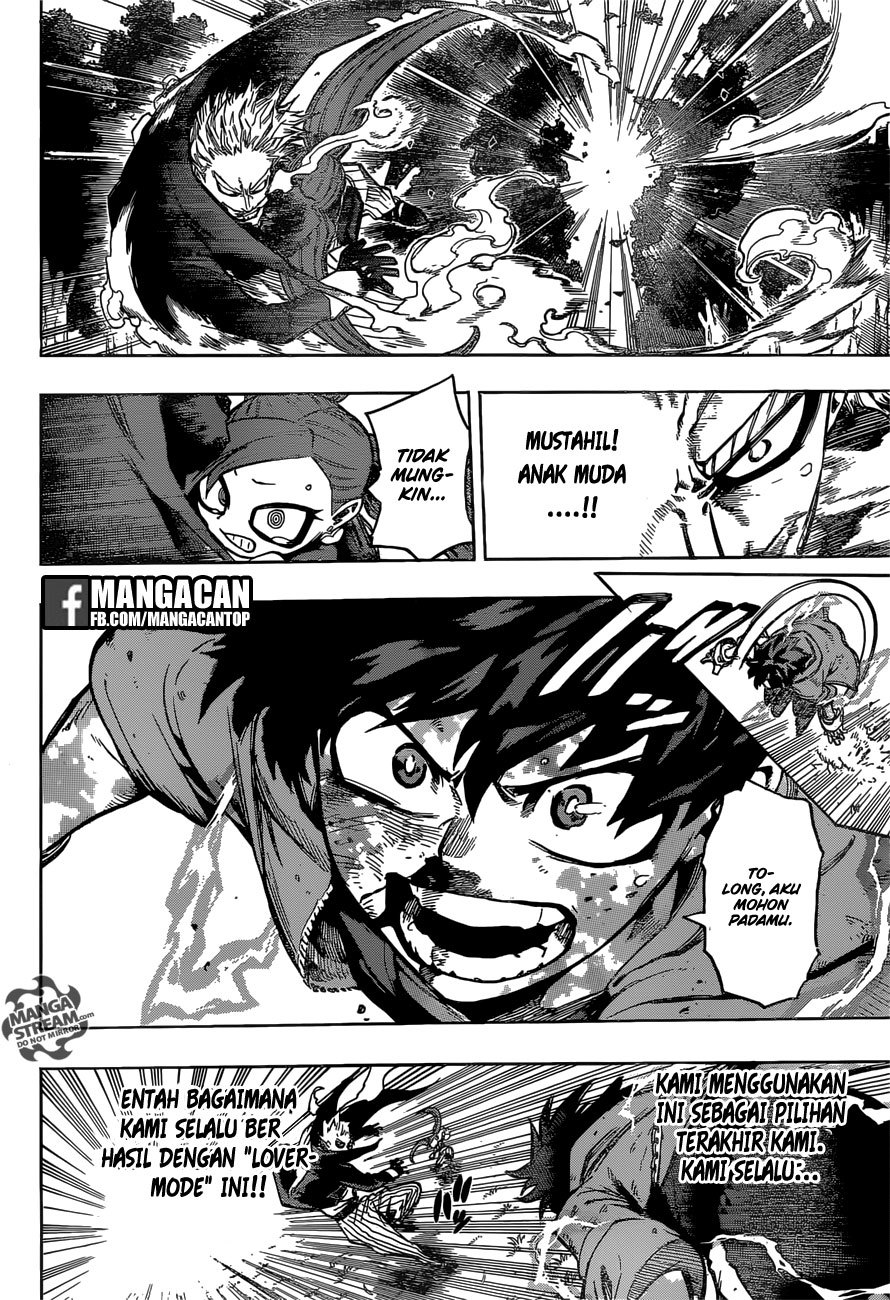 MUSTAHIL!
ANAK MUDA
....!!
TIDAK
MUNG-
KIN...
f MANGACAN
FB.COM/MANGACANTOP
TO-
LONG, AKU
MOHON
PADAMU.
MANGA
STREAM.com
DO NOT MIRROR
KAMI MENGGUNAKAN
INI SEBAGAI PILIHAN
TERAKHIR KAMI.
KAMI SELALU...
ENTAH BAGAIMANA
KAMI SELALU BER
HASIL DENGAN "LOVER-
MODE" INI!!